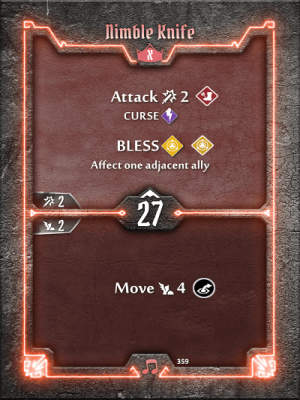 Nimble Knife
X
Attack 2
CURSE
BLESS
Affect one adjacent ally
2
27
2
Move 4
359